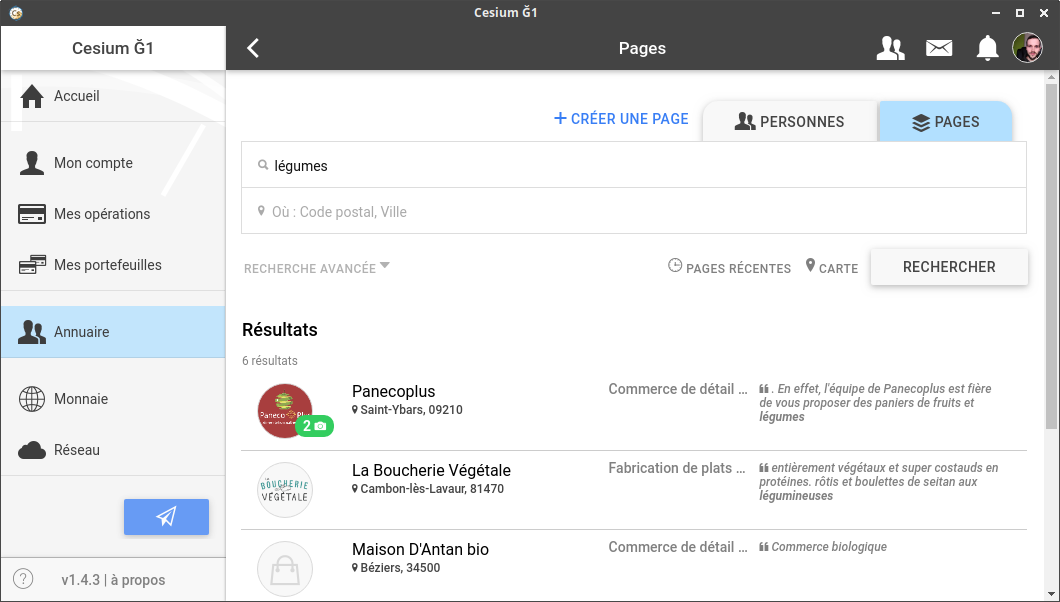 Cesium Ğ1
Cesium Ğ1
Pages
Accueil
Mon compte
Mes opérations
Mes portefeuilles
Annuaire
Monnaie
Réseau
v1.4.3 | à propos
+ CRÉER UNE PAGE
PERSONNES
PAGES
légumes
Où : Code postal, Ville
RECHERCHE AVANCÉE
PAGES RÉCENTES
CARTE
RECHERCHER
Résultats
6 résultats
2
Panecoplus
Saint-Ybars, 09210
Commerce de détail ...
. En effet, l'équipe de Panecoplus est fière
de vous proposer des paniers de fruits et
légumes
BOUCHERIE
VÉGÉTALE
La Boucherie Végétale
Cambon-lès-Lavaur, 81470
Fabrication de plats ...
entièrement végétaux et super costauds en
protéines. rôtis et boulettes de seitan aux
légumineuses
Maison D'Antan bio
Béziers, 34500
Commerce de détail ...
Commerce biologique